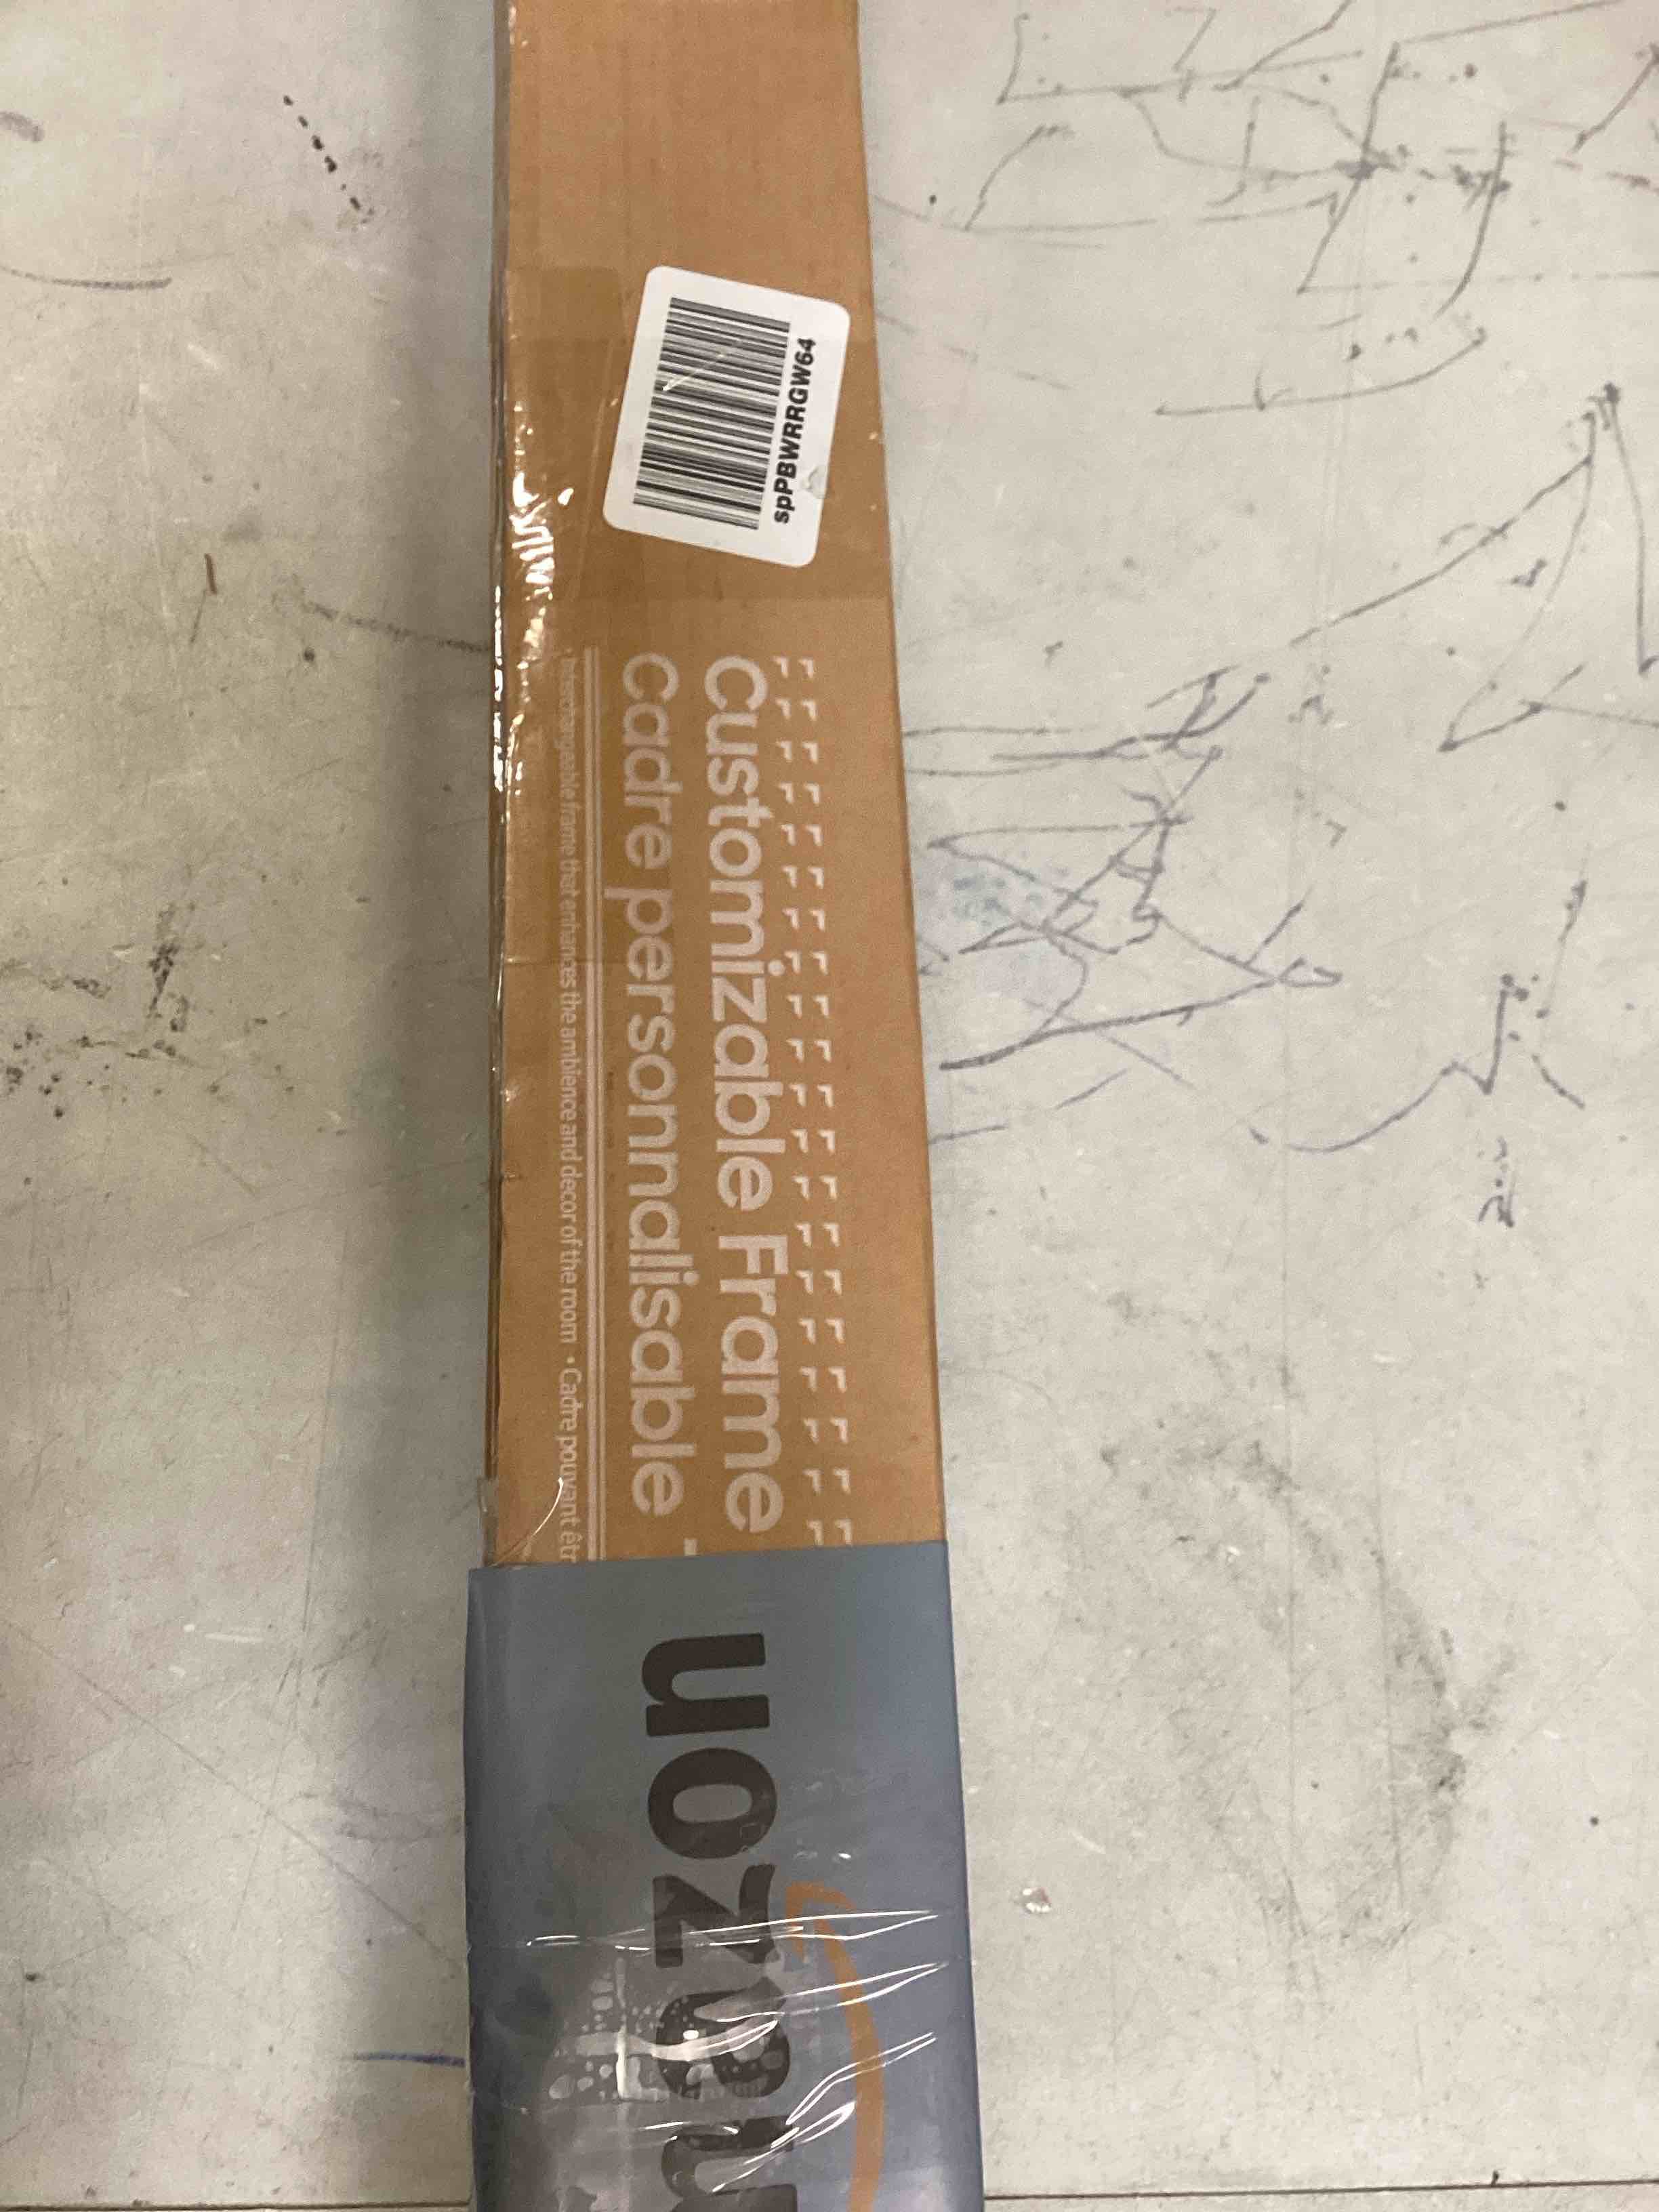 spPBWRRGW64
Customizable Frame
Cadre personnalisable
Interchangeable frame that enhances the ambience and decor of the room • Cadre pouvant êtr
amazon